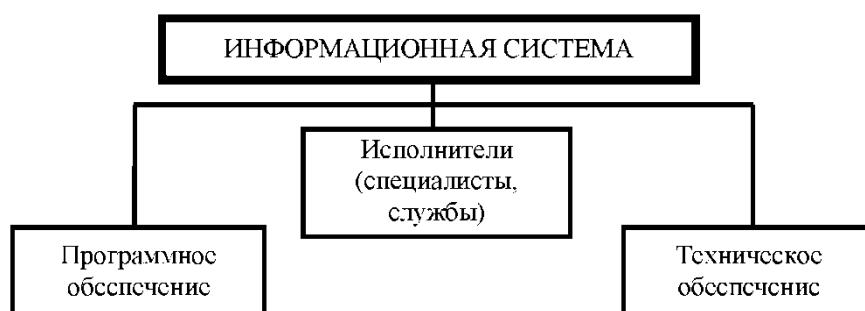 ИНФОРМАЦИОННАЯ СИСТЕМА
Исполнители
(специалисты,
службы)
Программное
обеспечение
Техническое
обеспечение